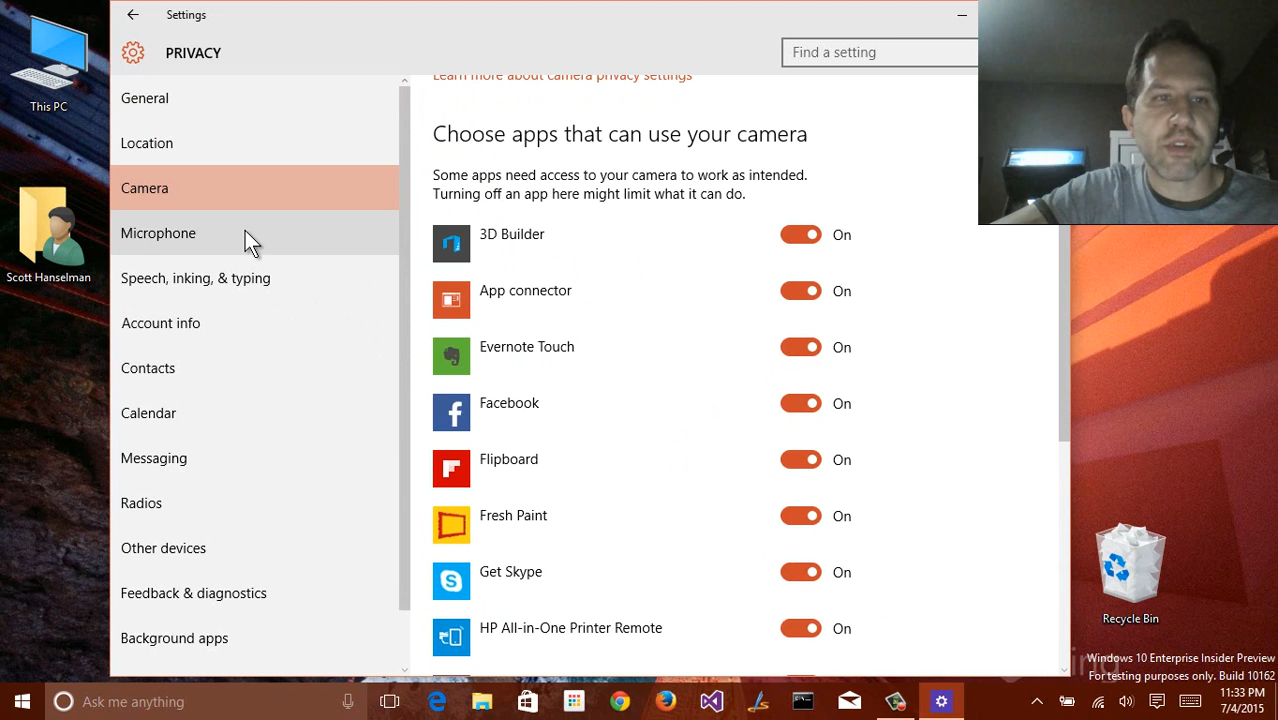 Settings
PRIVACY
Find a setting
This PC
Scott Hanselman
General
Location
Camera
Microphone
Speech, inking, & typing
Account info
Contacts
Calendar
Messaging
Radios
Other devices
Feedback & diagnostics
Background apps
Learn more about camera privacy settings
Choose apps that can use your camera
Some apps need access to your camera to work as intended.
Turning off an app here might limit what it can do.
3D Builder On
App connector On
Evernote Touch On
Facebook On
Flipboard On
Fresh Paint On
Get Skype On
HP All-in-One Printer Remote On
Recycle Bin
Windows 10 Enterprise Insider Preview
For testing purposes only. Build 10162
Ask me anything
11:33 PM
7/4/2015